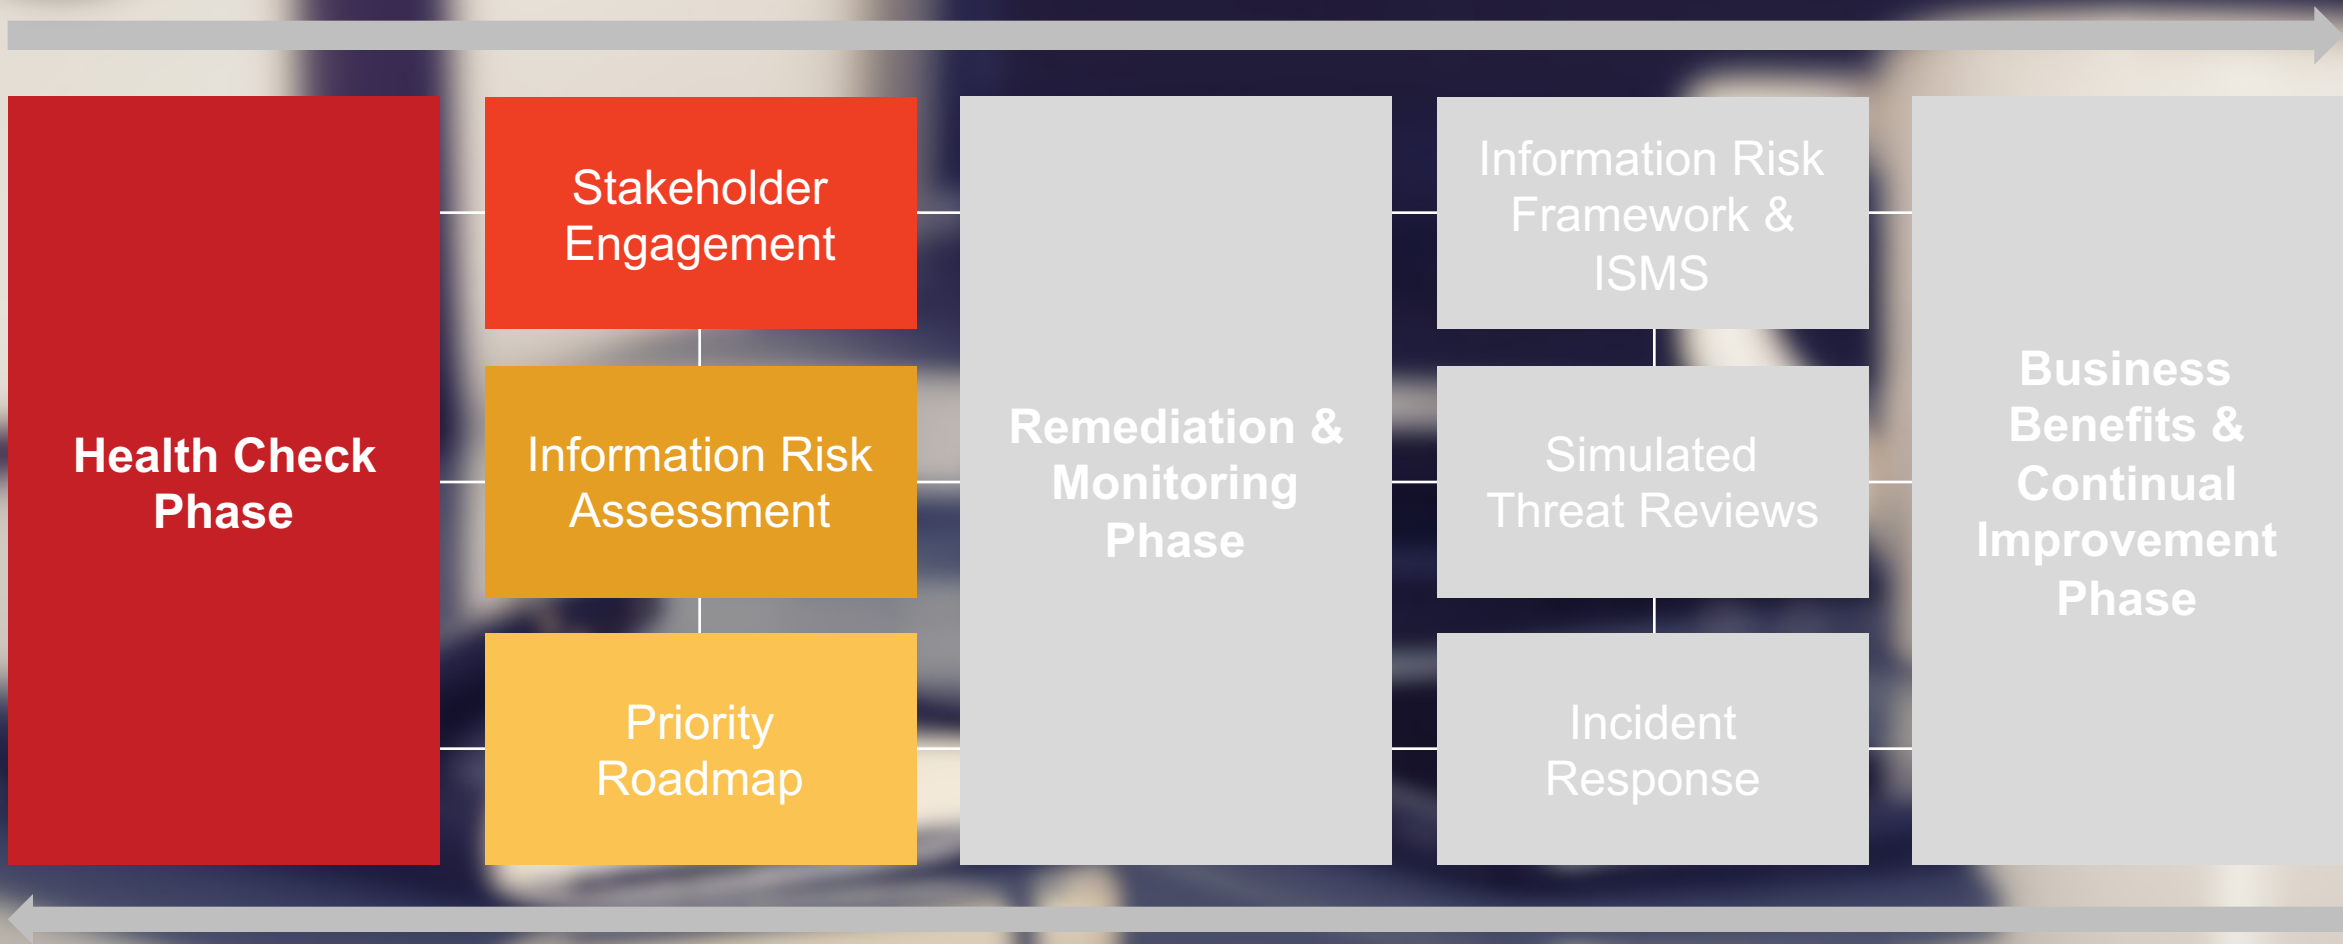 Health Check
Phase
Stakeholder
Engagement
Information Risk
Assessment
Priority
Roadmap
Remediation &
Monitoring
Phase
Information Risk
Framework &
ISMS
Simulated
Threat Reviews
Incident
Response
Business
Benefits &
Continual
Improvement
Phase